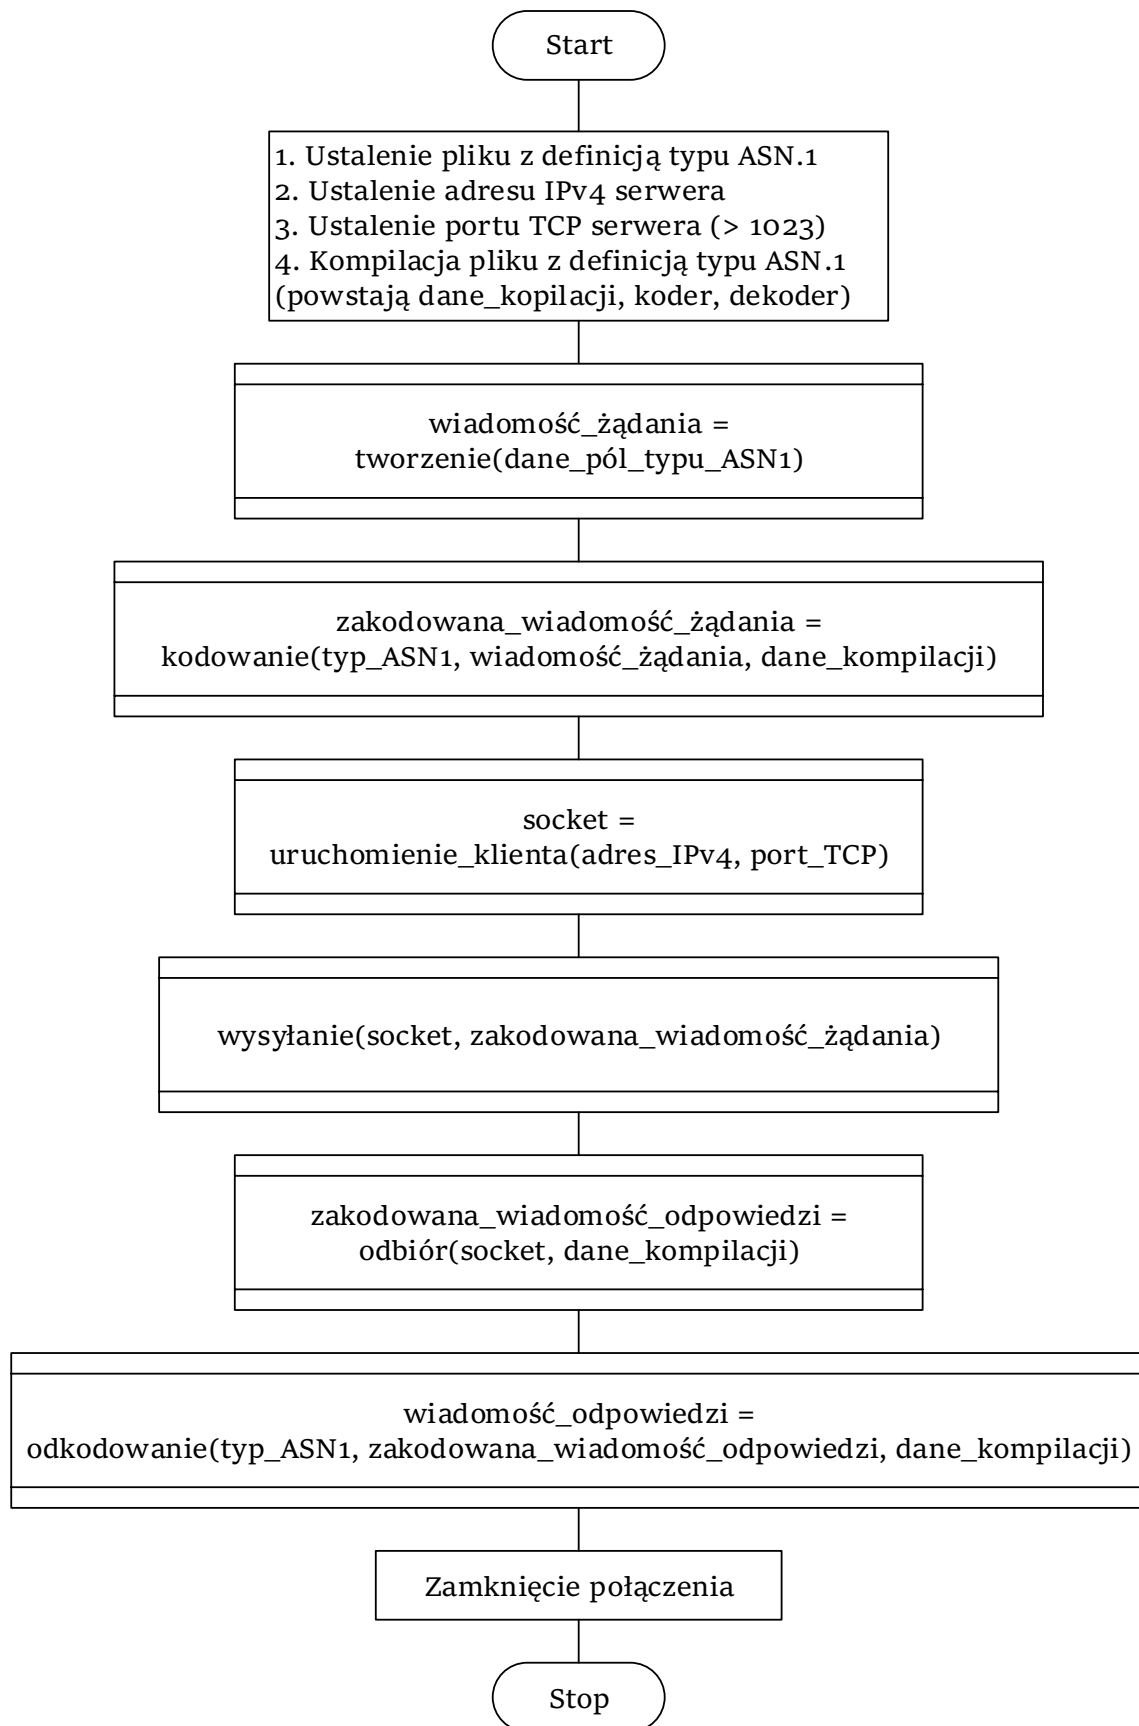 Start
1. Ustalenie pliku z definicją typu ASN.1
2. Ustalenie adresu IPv4 serwera
3. Ustalenie portu TCP serwera (> 1023)
4. Kompilacja pliku z definicją typu ASN.1
(powstają dane_kopilacji, koder, dekoder)
wiadomość_żądania =
tworzenie(dane_pól_typu_ASN1)
zakodowana_wiadomość_żądania =
kodowanie(typ_ASN1, wiadomość_żądania, dane_kompilacji)
socket =
uruchomienie_klienta(adres_IPv4, port_TCP)
wysyłanie(socket, zakodowana_wiadomość_żądania)
zakodowana_wiadomość_odpowiedzi =
odbiór(socket, dane_kompilacji)
wiadomość_odpowiedzi =
odkodowanie(typ_ASN1, zakodowana_wiadomość_odpowiedzi, dane_kompilacji)
Zamknięcie połączenia
Stop